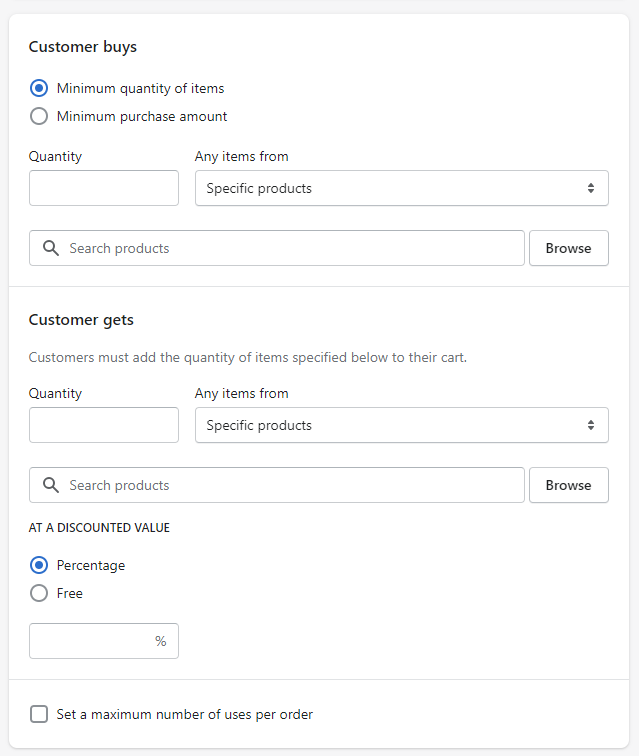 Customer buys
Minimum quantity of items
Minimum purchase amount
Quantity Any items from
Specific products
Search products Browse
Customer gets
Customers must add the quantity of items specified below to their cart.
Quantity Any items from
Specific products
Search products Browse
AT A DISCOUNTED VALUE
Percentage
Free
%
Set a maximum number of uses per order